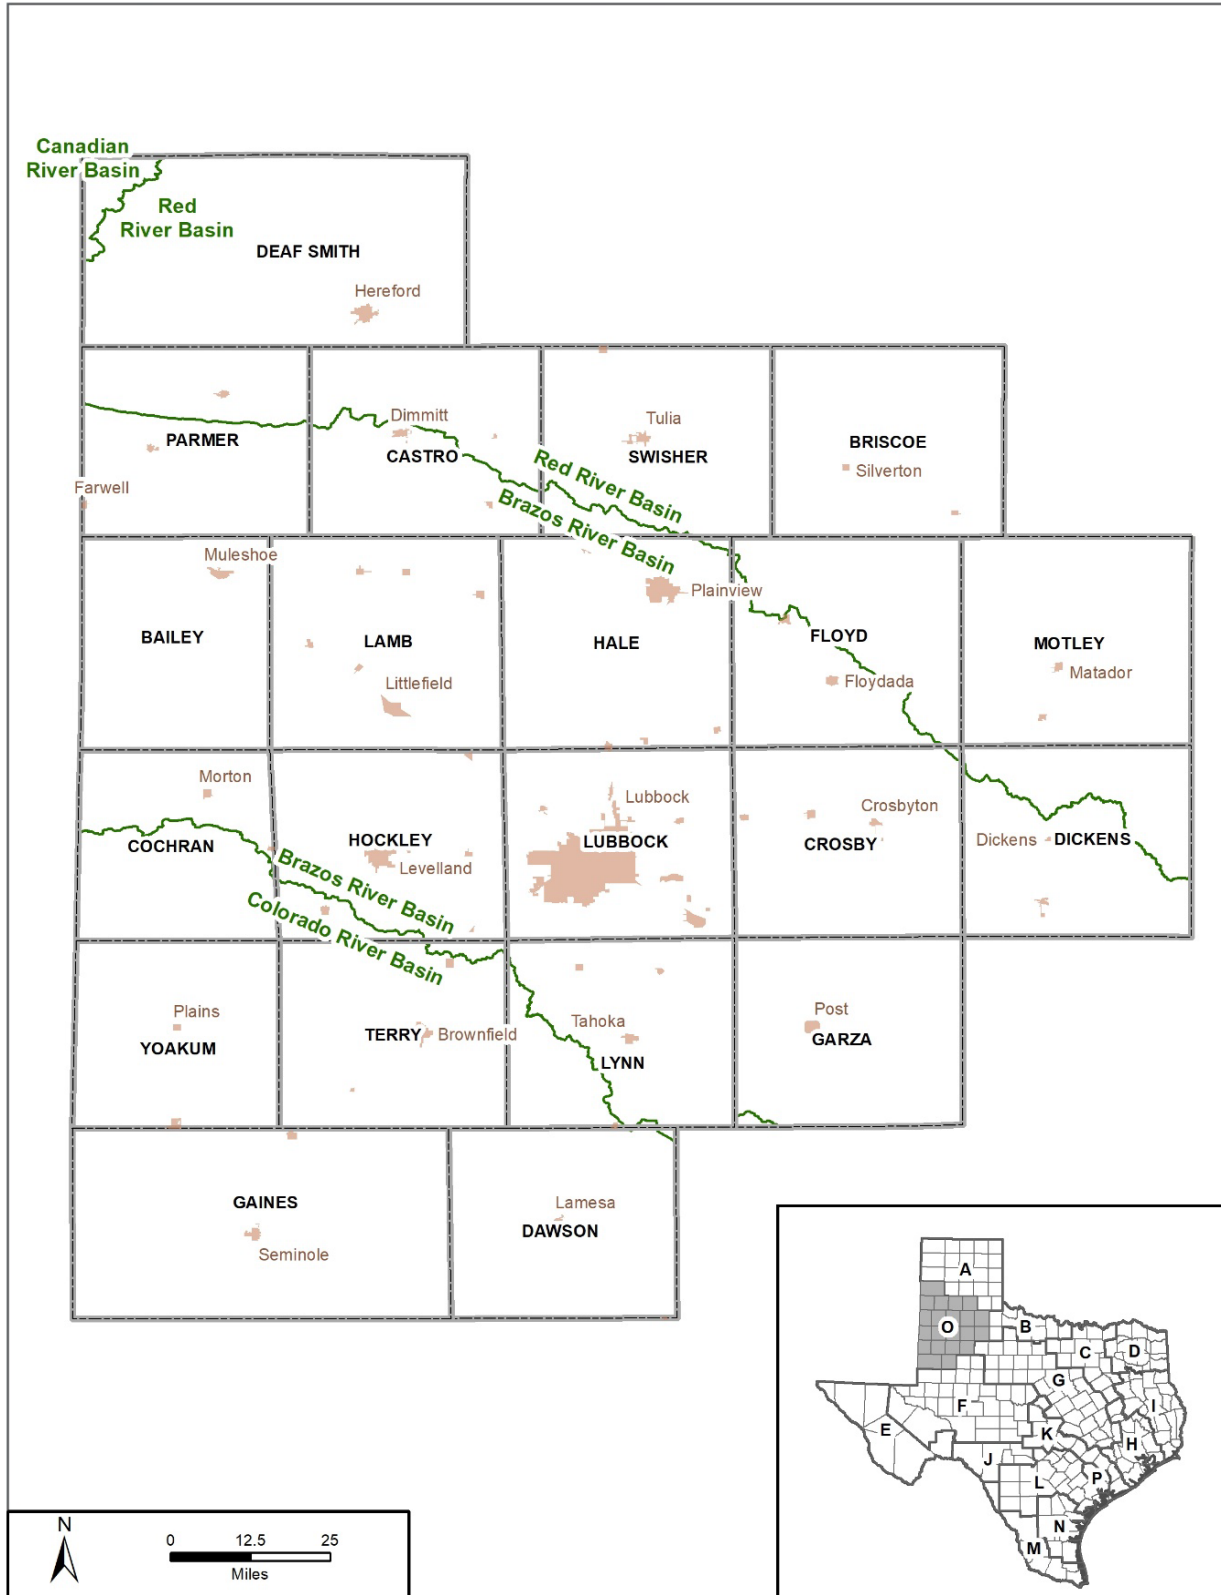 Canadian
River Basin
Red
River Basin
DEAF SMITH
Hereford
PARMER
Farwell
Dimmitt
CASTRO
Tulia
SWISHER
BRISCOE
Silverton
Red River Basin
Brazos River Basin
Muleshoe
BAILEY
LAMB
Littlefield
HALE
Plainview
FLOYD
Floydada
MOTLEY
Matador
Morton
COCHRAN
HOCKLEY
Levelland
Lubbock
LUBBOCK
Crosbyton
CROSBY
Dickens
DICKENS
Brazos River Basin
Colorado River Basin
Plains
YOAKUM
TERRY
Brownfield
Tahoka
LYNN
Post
GARZA
GAINES
Seminole
Lamesa
DAWSON
A
O
B
C
D
G
F
I
E
K
H
J
L
P
N
M
N
0 12.5 25
Miles